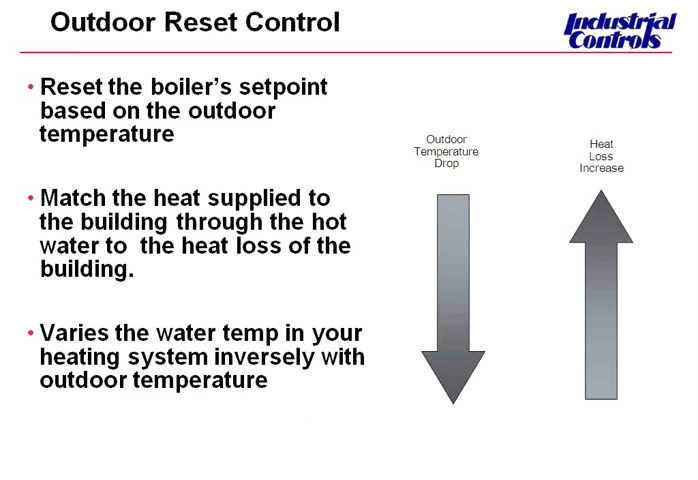 Outdoor Reset Control
Industrial
Controls
• Reset the boiler’s setpoint
based on the outdoor
temperature
• Match the heat supplied to
the building through the hot
water to the heat loss of the
building.
• Varies the water temp in your
heating system inversely with
outdoor temperature
Outdoor
Temperature
Drop
Heat
Loss
Increase